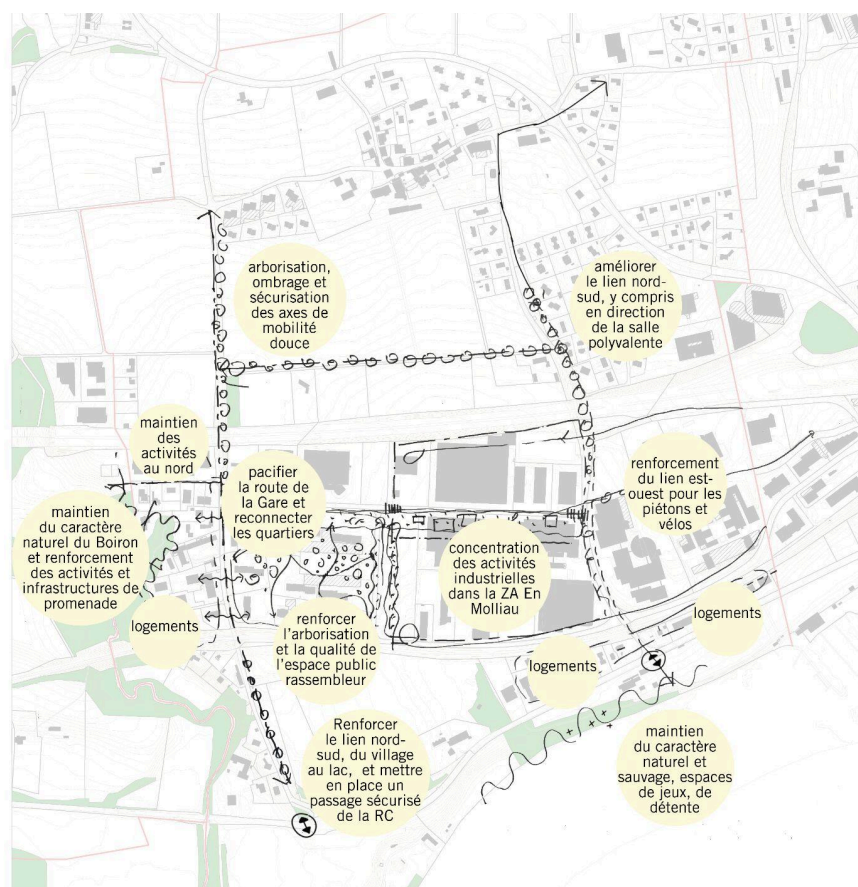 arborisation,
ombrage et
sécurisation
des axes de
mobilité
douce
améliorer
le lien nord-
sud, y compris
en direction
de la salle
polyvalente
maintien
des
activités
au nord
pacifier
la route de
la Gare et
reconnecter
les quartiers
renforcement
du lien est-
ouest pour les
piétons et
vélos
maintien
du caractère
naturel du Boiron
et renforcement
des activités et
infrastructures de
promenade
concentration
des activités
industrielles
dans la ZA En
Molliau
logements
renforcer
l'arborisation
et la qualité de
l'espace public
rassembleur
logements
logements
Renforcer
le lien nord-
sud, du village
au lac, et mettre
en place un
passage sécurisé
de la RC
maintien
du caractère
naturel et
sauvage, espaces
de jeux, de
détente